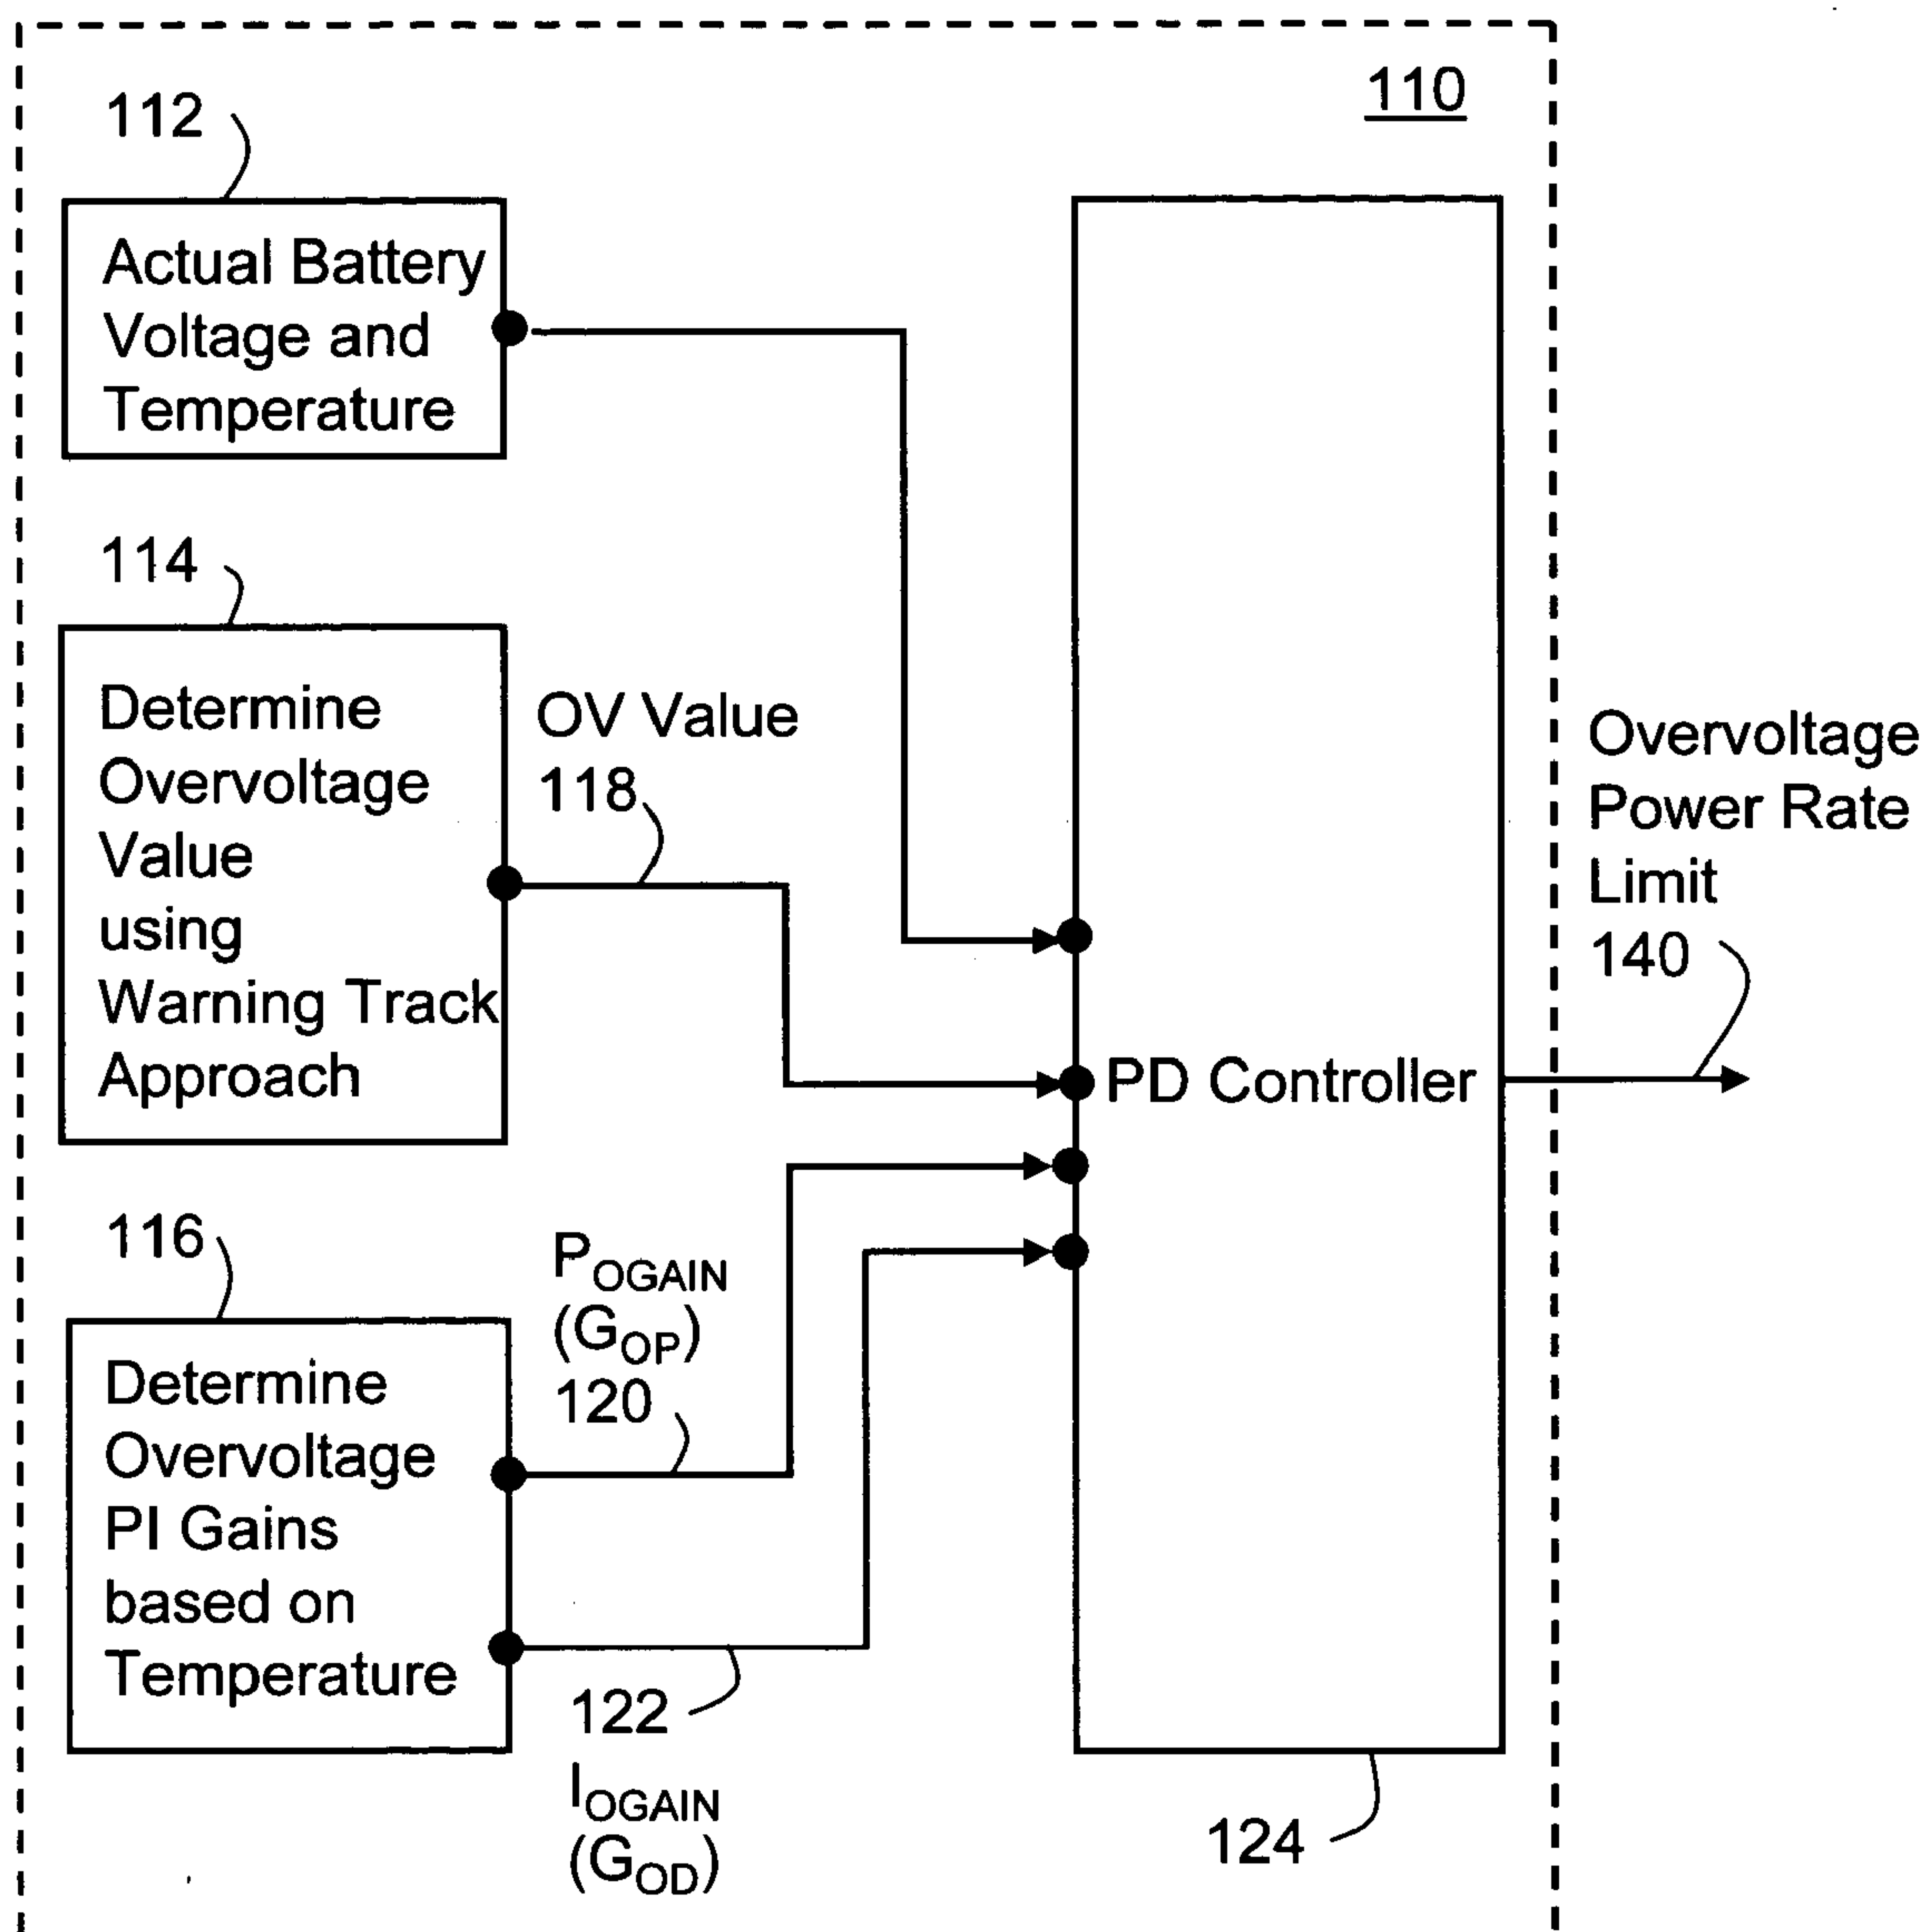 110
112
Actual Battery
Voltage and
Temperature
114
Determine
Overvoltage
Value
using
Warning Track
Approach
OV Value
118
PD Controller
Overvoltage
Power Rate
Limit
140
116
Determine
Overvoltage
PI Gains
based on
Temperature
POGAIN
(GOP)
120
122
IOGAIN
(GOD)
124